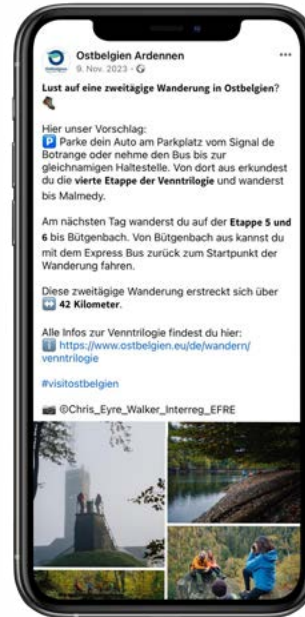 Ostbelgien Ardennen
9. Nov. 2023 ·
Lust auf eine zweitägige Wanderung in Ostbelgien?
Hier unser Vorschlag:
🅿️ Parke dein Auto am Parkplatz vom Signal de
Botrange oder nehme den Bus bis zur
gleichnamigen Haltestelle. Von dort aus erkundest
du die vierte Etappe der Venntrilogie und wanderst
bis Malmedy.
Am nächsten Tag wanderst du auf der Etappe 5 und
6 bis Bütgenbach. Von Bütgenbach aus kannst du
mit dem Express Bus zurück zum Startpunkt der
Wanderung fahren.
Diese zweitägige Wanderung erstreckt sich über
↔️ 42 Kilometer.
Alle Infos zur Venntrilogie findest du hier:
ℹ️ https://www.ostbelgien.eu/de/wandern/
venntrilogie
#visitostbelgien
📷 ©Chris_Eyre_Walker_Interreg_EFRE